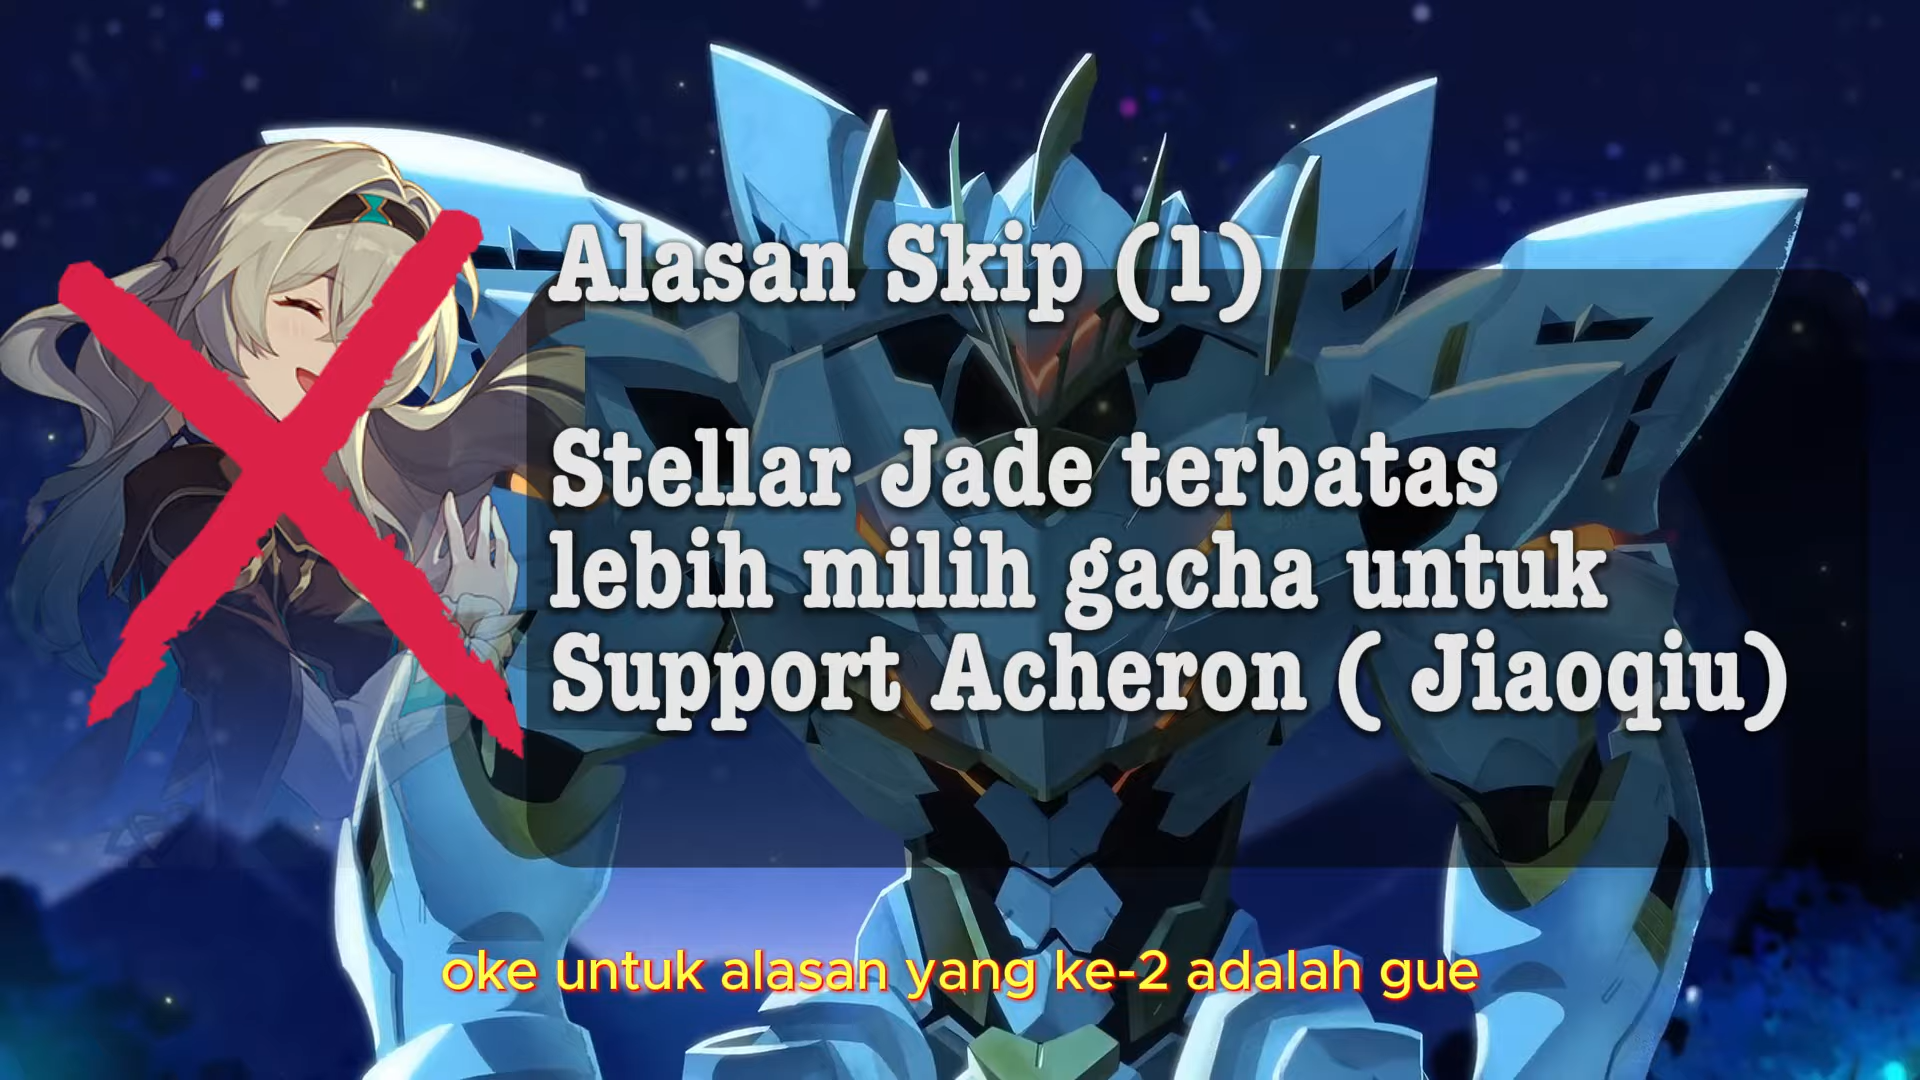 Alasan Skip (1)
Stellar Jade terbatas
lebih milih gacha untuk
Support Acheron ( Jiaoqiu)
oke untuk alasan yang ke-2 adalah gue